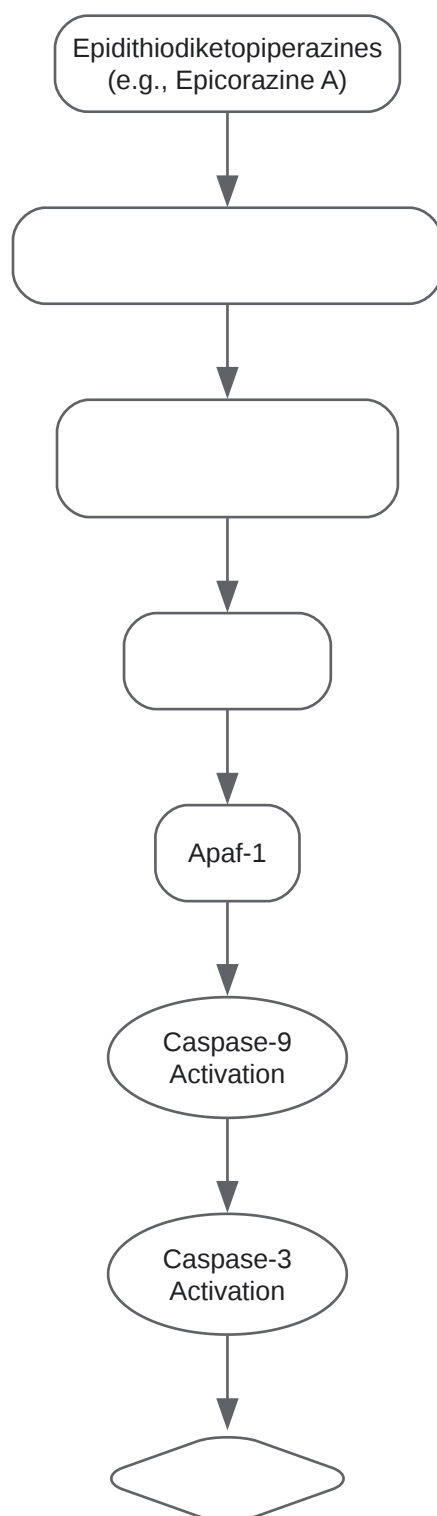 Epidithiodiketopiperazines
(e.g., Epicorazine A)
Apaf-1
Caspase-9
Activation
Caspase-3
Activation